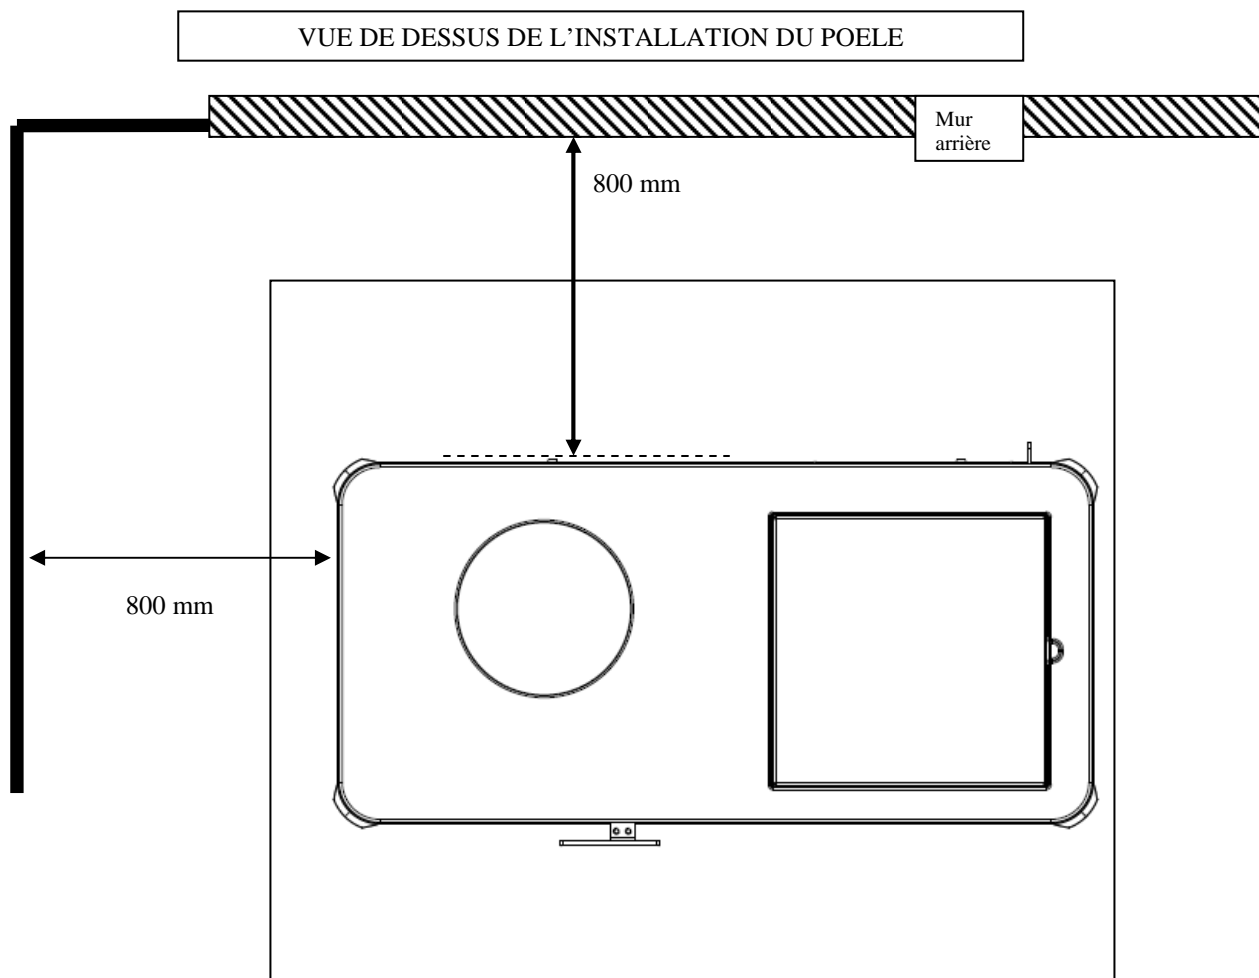 VUE DE DESSUS DE L’INSTALLATION DU POELE
Mur
arrière
800 mm
800 mm